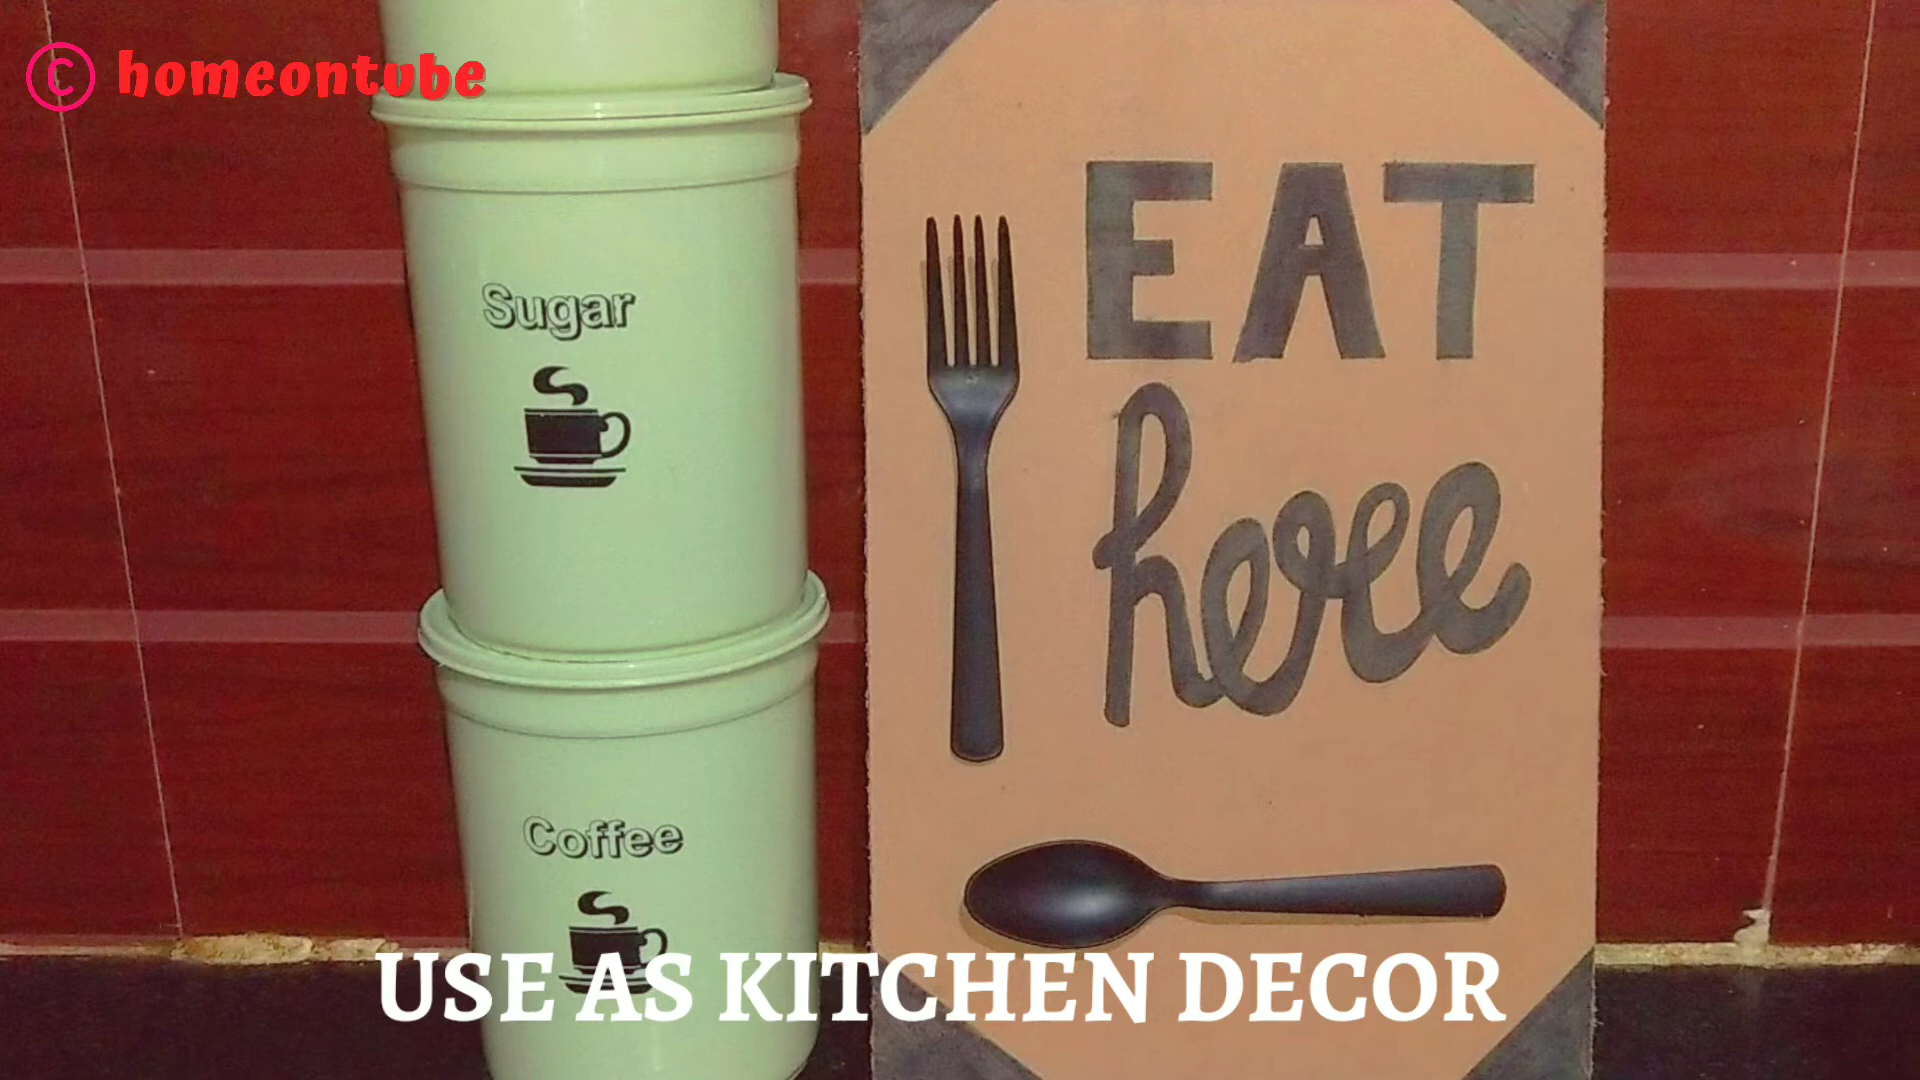 © homeontube
Sugar
Coffee
EAT
here
USE AS KITCHEN DECOR